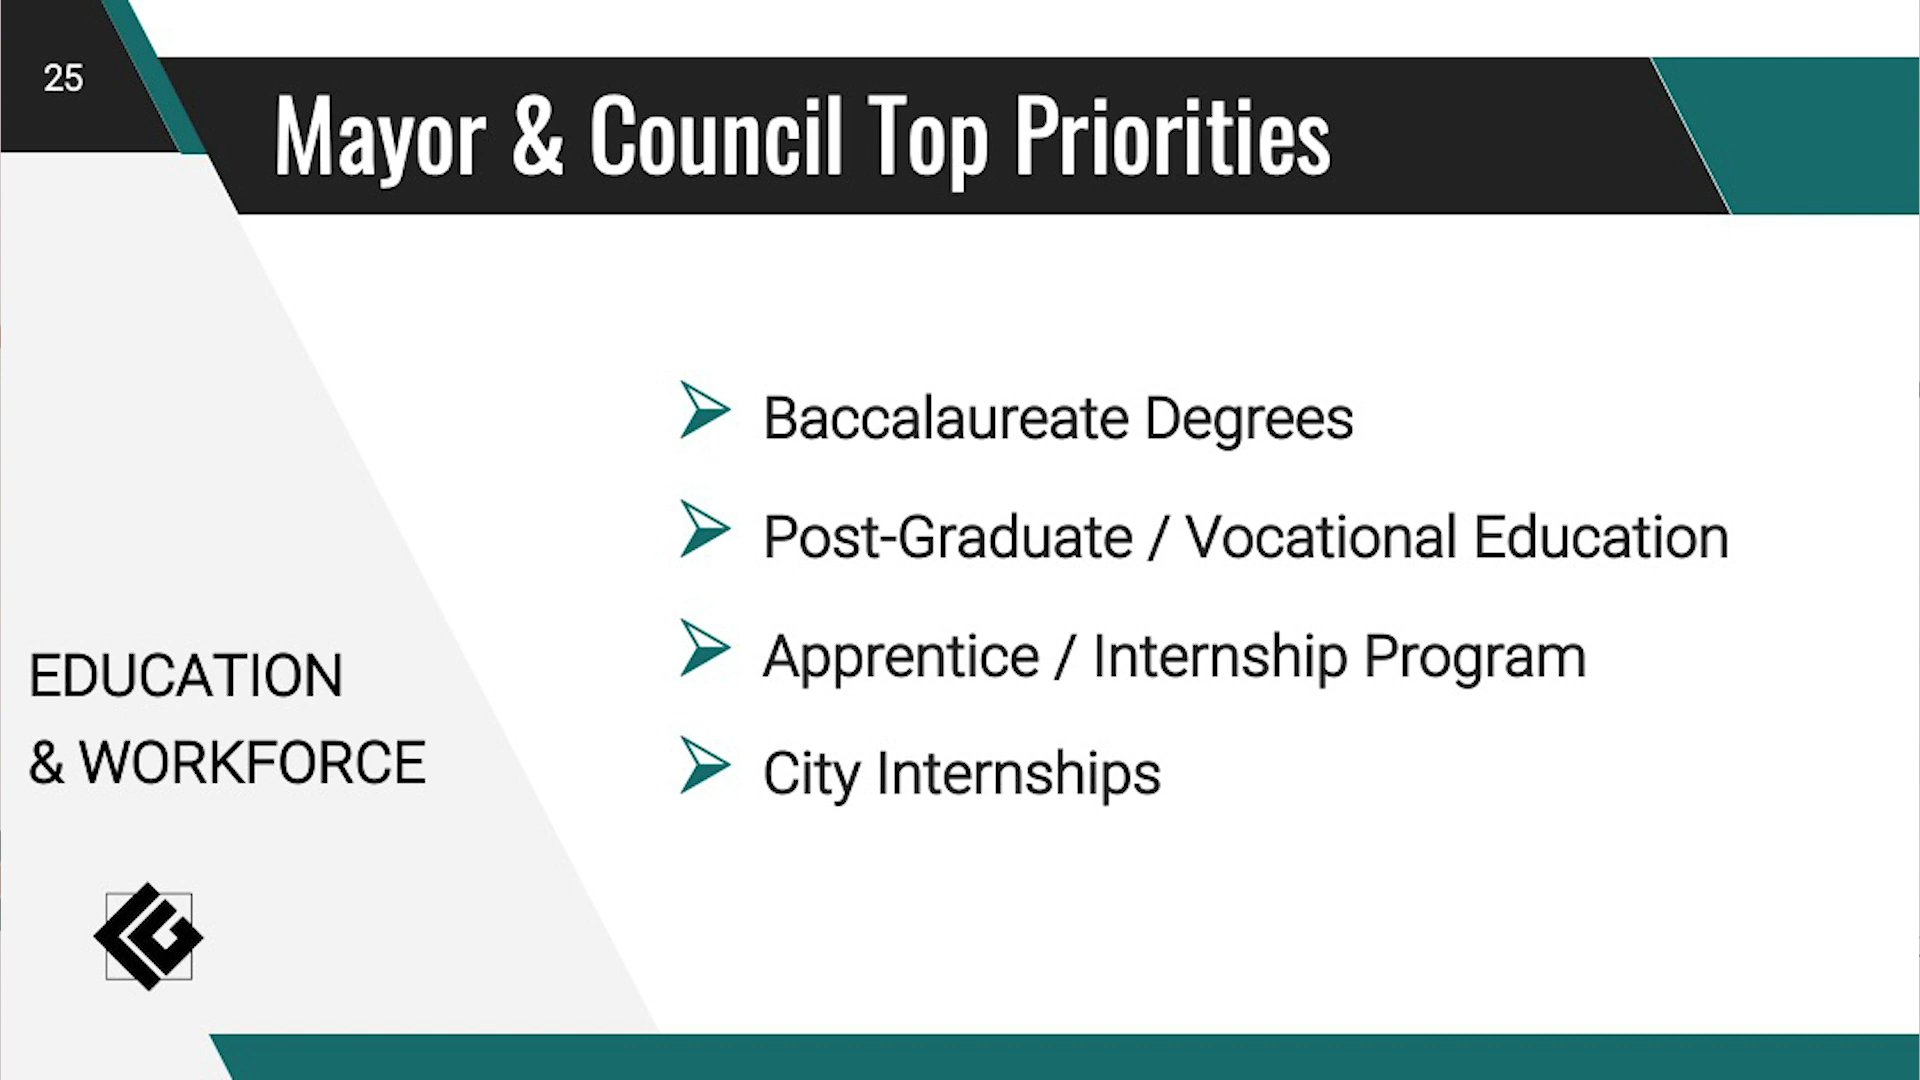 25
Mayor & Council Top Priorities
Baccalaureate Degrees
Post-Graduate / Vocational Education
Apprentice / Internship Program
City Internships
EDUCATION
& WORKFORCE